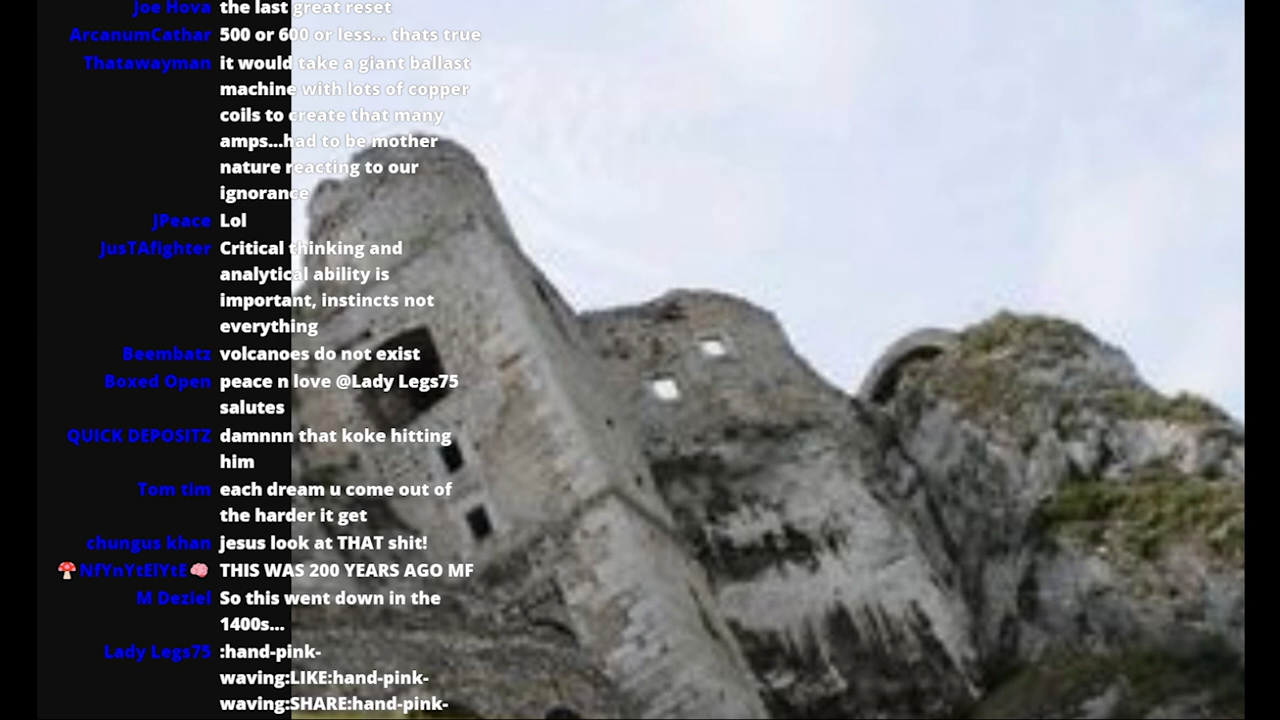 Joe Hova the last great reset
ArcanumCathar 500 or 600 or less... thats true
Thatawayman it would take a giant ballast
machine with lots of copper
coils to create that many
amps...had to be mother
nature reacting to our
ignorance
JPeace Lol
JusTAfighter Critical thinking and
analytical ability is
important, instincts not
everything
Beembatz volcanoes do not exist
Boxed Open peace n love @Lady Legs75
salutes
QUICK DEPOSITZ damnnn that koke hitting
him
Tom tim each dream u come out of
the harder it get
chungus khan jesus look at THAT shit!
🍄NfYnYtElYtE🧠 THIS WAS 200 YEARS AGO MF
M Deziel So this went down in the
1400s...
Lady Legs75 :hand-pink-
waving:LIKE:hand-pink-
waving:SHARE:hand-pink-